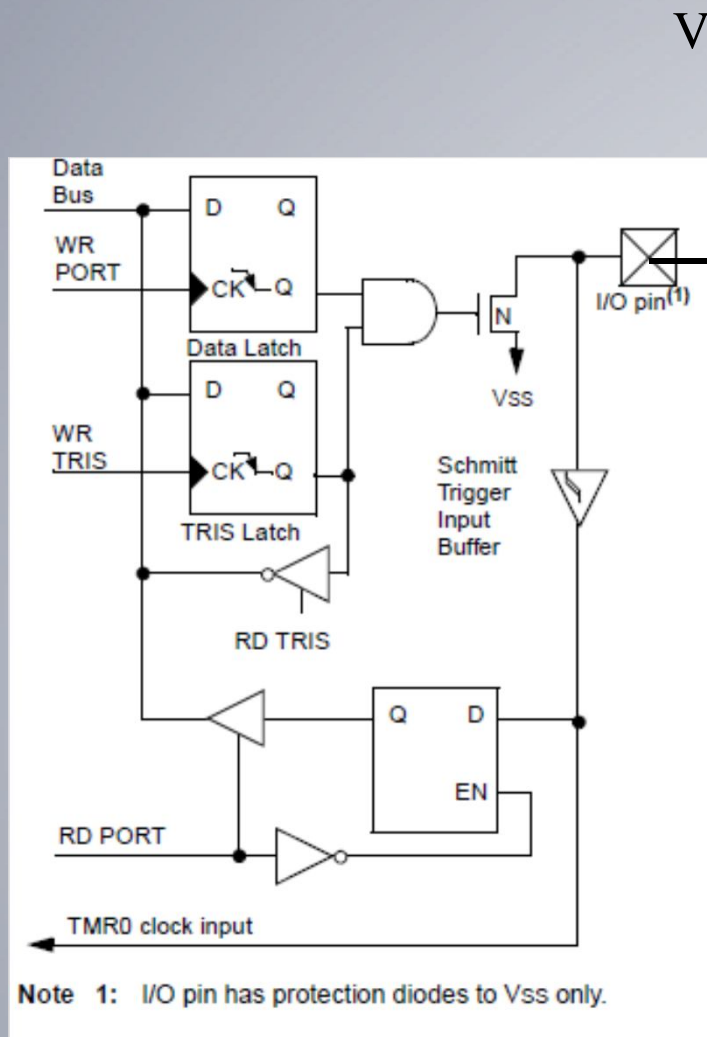 V
Data
Bus
D Q
WR
PORT
CK Q
I/O pin(1)
N
Data Latch
D Q
VSS
WR
TRIS
CK Q
Schmitt
Trigger
Input
Buffer
TRIS Latch
RD TRIS
Q D
EN
RD PORT
TMR0 clock input
Note 1: I/O pin has protection diodes to Vss only.